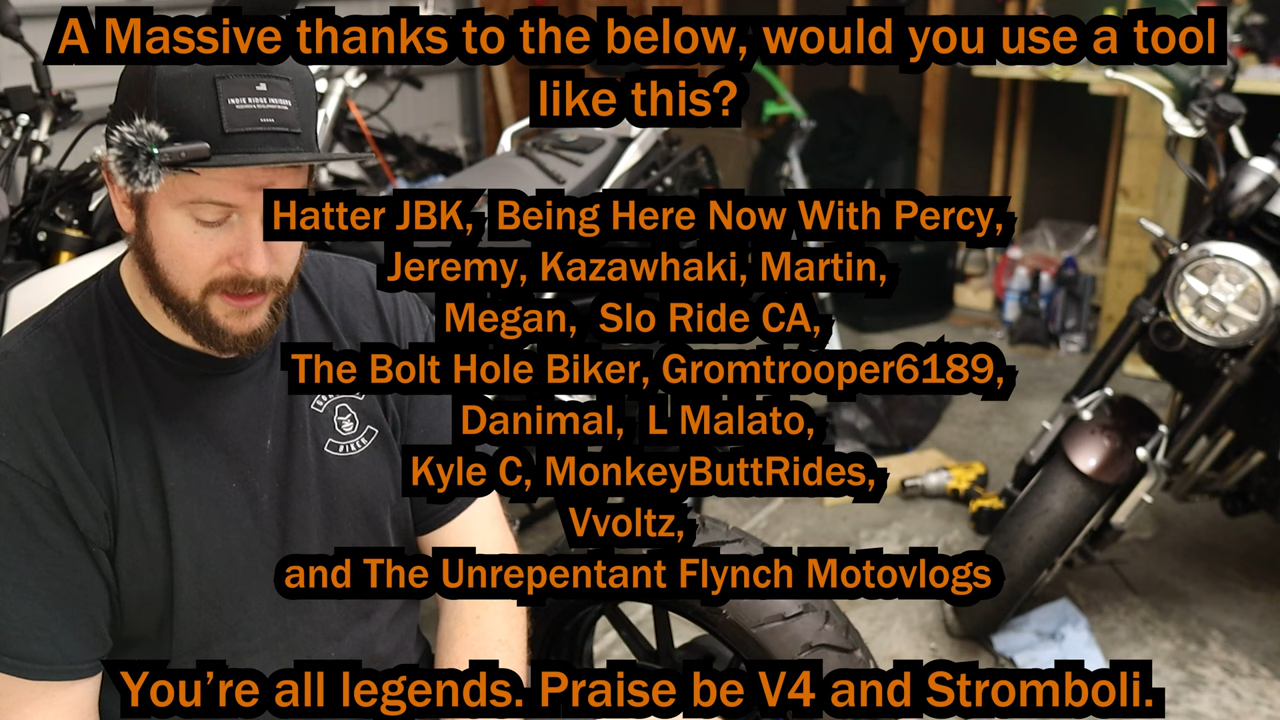 A Massive thanks to the below, would you use a tool
like this?
INDIE RIDGE INSIDERS
Hatter JBK, Being Here Now With Percy,
Jeremy, Kazawhaki, Martin,
Megan, Slo Ride CA,
The Bolt Hole Biker, Gromtrooper6189,
BIKER
Danimal, L Malato,
Kyle C, MonkeyButtRides,
Vvoltz,
and The Unrepentant Flynch Motovlogs
You’re all legends. Praise be V4 and Stromboli.